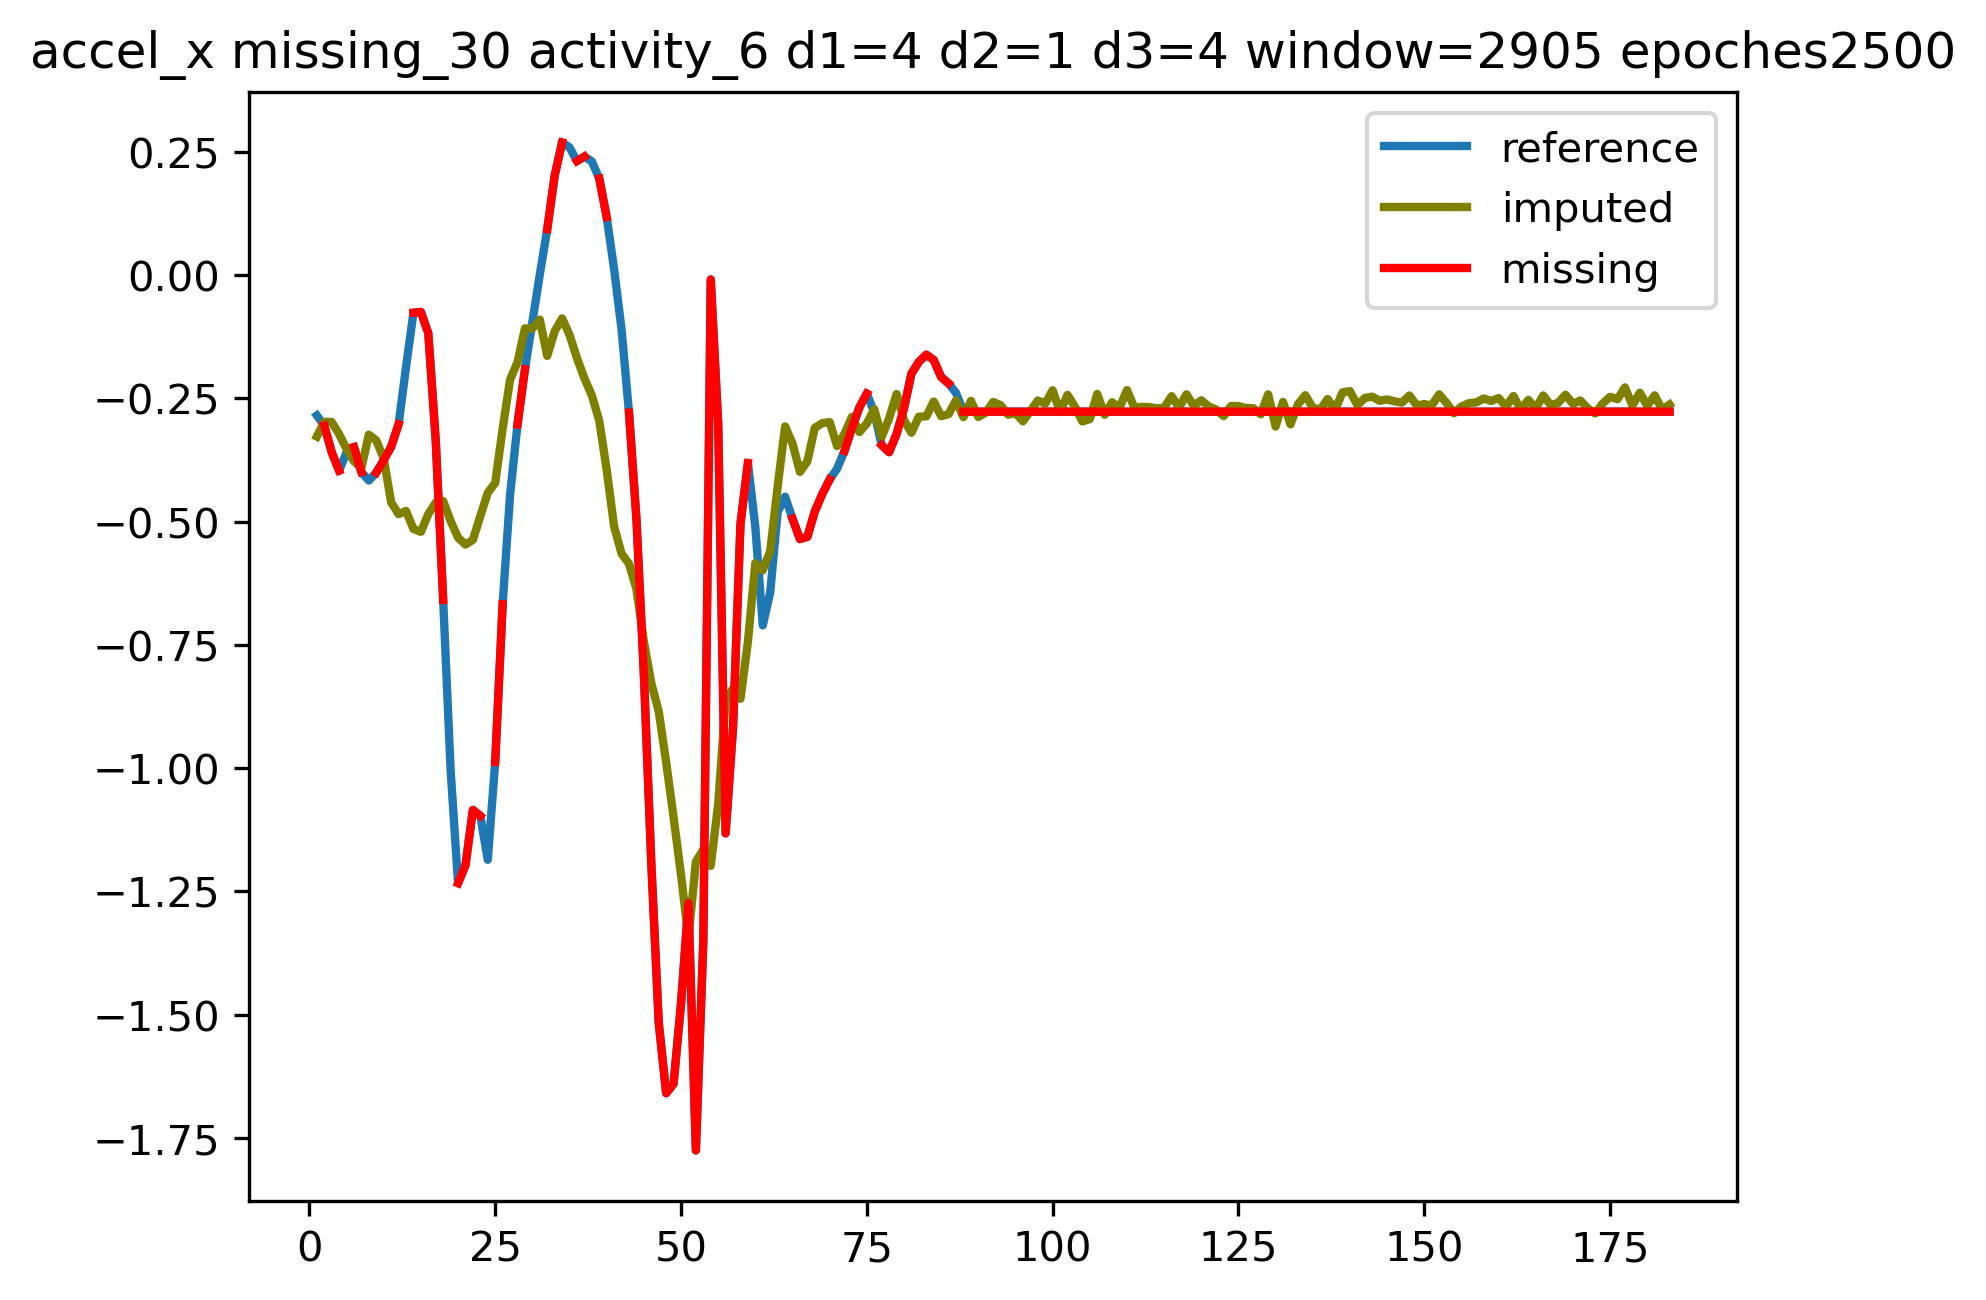 accel_x missing_30 activity_6 d1=4 d2=1 d3=4 window=2905 epoches2500
reference
imputed
missing
0.25
0.00
−0.25
−0.50
−0.75
−1.00
−1.25
−1.50
−1.75
0 25 50 75 100 125 150 175